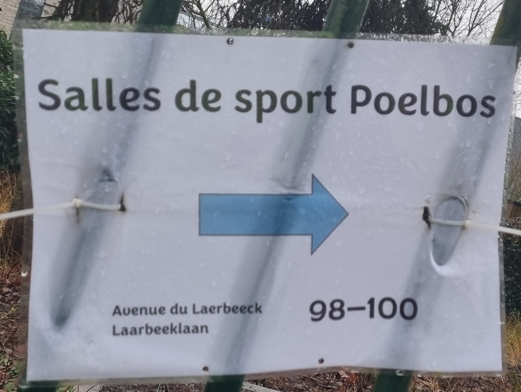 Salles de sport Poelbos
Avenue du Laerbeeck
Laarbeeklaan
98–100